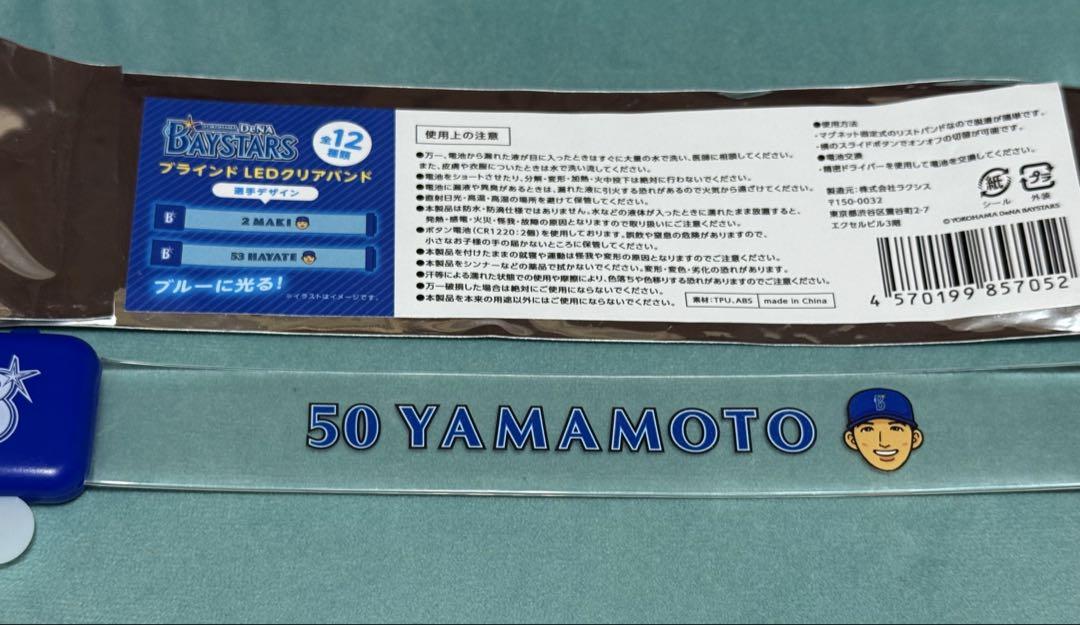 YOKOHAMA DeNA
BAYSTARS
全12種類
ブラインド LEDクリアバンド
選手デザイン
2 MAKI
53 HAYATE
ブルーに光る!
※イラストはイメージです。
使用上の注意
●万一、電池から漏れた液が目に入ったときはすぐに大量の水で洗い、医師に相談してください。
また、皮膚や衣服についたときは水で洗い流してください。
●電池をショートさせたり、分解・変形・加熱・火中投下は絶対に行わないでください。
●電池に漏液や異臭があるときは、漏れた液に引火する恐れがあるので火気から遠ざけてください。
●直射日光・高温・高湿の場所を避けて保管してください。
●本製品は防水・防滴仕様ではありません。水などの液体が入ったときに濡れたまま放置すると、
発熱・感電・火災・怪我・故障の原因となりますので取り扱いにご注意ください。
●ボタン電池(CR1220:2個)を使用しております。誤飲や窒息の危険がありますので、
小さなお子様の手の届かないところに保管してください。
●本製品を付けたままの就寝や運動は怪我や変形の原因となりますのでご注意ください。
●本製品をシンナーなどの薬品で拭かないでください。変形・変色・劣化の恐れがあります。
●汗等による濡れた状態での使用や摩擦により、色落ちや色移りする恐れがありますのでご注意ください。
●万一破損した場合は絶対にご使用にならないでください。
●本製品を本来の用途以外にはご使用にならないでください。
素材:TPU、ABS
made in China
●使用方法
・マグネット固定式のリストバンドなので脱着が簡単です。
・横のスライドボタンでオンオフの切替が可能です。
●電池交換
・精密ドライバーを使用して電池を交換してください。
製造元:株式会社ラクシス
〒150-0032
東京都渋谷区鶯谷町2-7
エクセルビル3階
紙
シール
プラ
外装
©YOKOHAMA DeNA BAYSTARS
4 570199 857052
50 YAMAMOTO